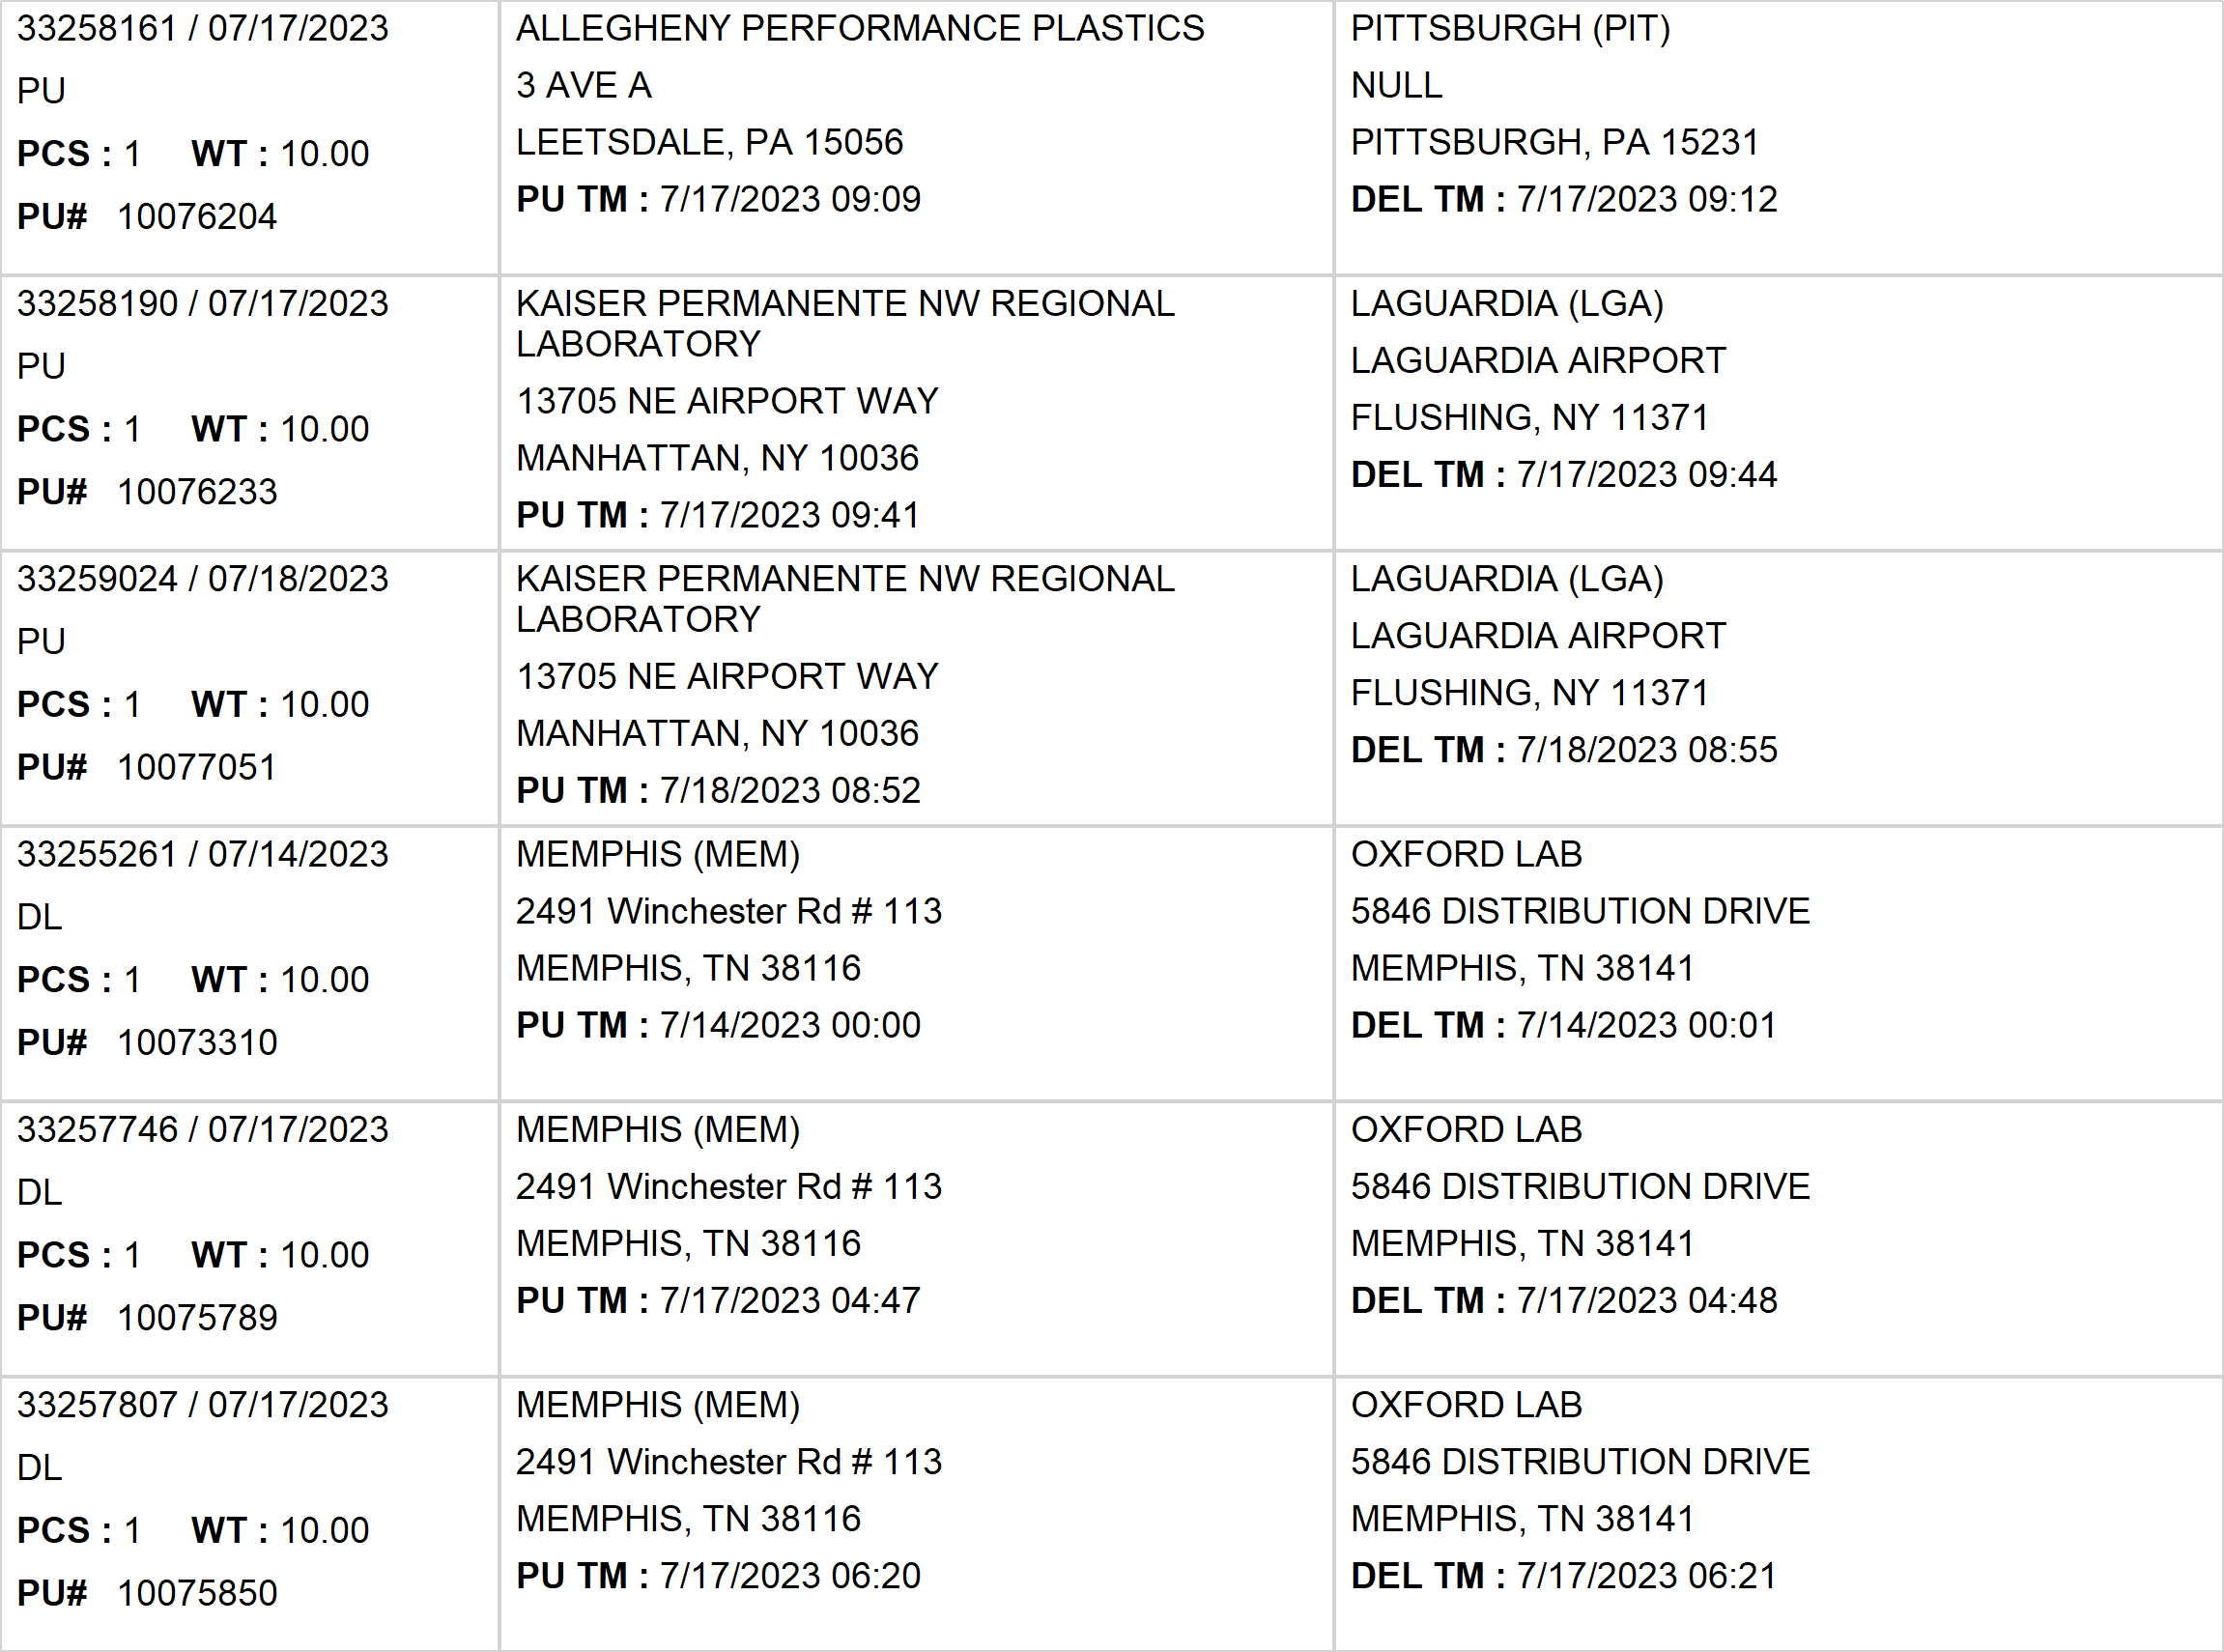 33258161 / 07/17/2023
PU
PCS : 1 WT : 10.00
PU# 10076204
ALLEGHENY PERFORMANCE PLASTICS
3 AVE A
LEETSDALE, PA 15056
PU TM : 7/17/2023 09:09
PITTSBURGH (PIT)
NULL
PITTSBURGH, PA 15231
DEL TM : 7/17/2023 09:12
33258190 / 07/17/2023
PU
PCS : 1 WT : 10.00
PU# 10076233
KAISER PERMANENTE NW REGIONAL
LABORATORY
13705 NE AIRPORT WAY
MANHATTAN, NY 10036
PU TM : 7/17/2023 09:41
LAGUARDIA (LGA)
LAGUARDIA AIRPORT
FLUSHING, NY 11371
DEL TM : 7/17/2023 09:44
33259024 / 07/18/2023
PU
PCS : 1 WT : 10.00
PU# 10077051
KAISER PERMANENTE NW REGIONAL
LABORATORY
13705 NE AIRPORT WAY
MANHATTAN, NY 10036
PU TM : 7/18/2023 08:52
LAGUARDIA (LGA)
LAGUARDIA AIRPORT
FLUSHING, NY 11371
DEL TM : 7/18/2023 08:55
33255261 / 07/14/2023
DL
PCS : 1 WT : 10.00
PU# 10073310
MEMPHIS (MEM)
2491 Winchester Rd # 113
MEMPHIS, TN 38116
PU TM : 7/14/2023 00:00
OXFORD LAB
5846 DISTRIBUTION DRIVE
MEMPHIS, TN 38141
DEL TM : 7/14/2023 00:01
33257746 / 07/17/2023
DL
PCS : 1 WT : 10.00
PU# 10075789
MEMPHIS (MEM)
2491 Winchester Rd # 113
MEMPHIS, TN 38116
PU TM : 7/17/2023 04:47
OXFORD LAB
5846 DISTRIBUTION DRIVE
MEMPHIS, TN 38141
DEL TM : 7/17/2023 04:48
33257807 / 07/17/2023
DL
PCS : 1 WT : 10.00
PU# 10075850
MEMPHIS (MEM)
2491 Winchester Rd # 113
MEMPHIS, TN 38116
PU TM : 7/17/2023 06:20
OXFORD LAB
5846 DISTRIBUTION DRIVE
MEMPHIS, TN 38141
DEL TM : 7/17/2023 06:21